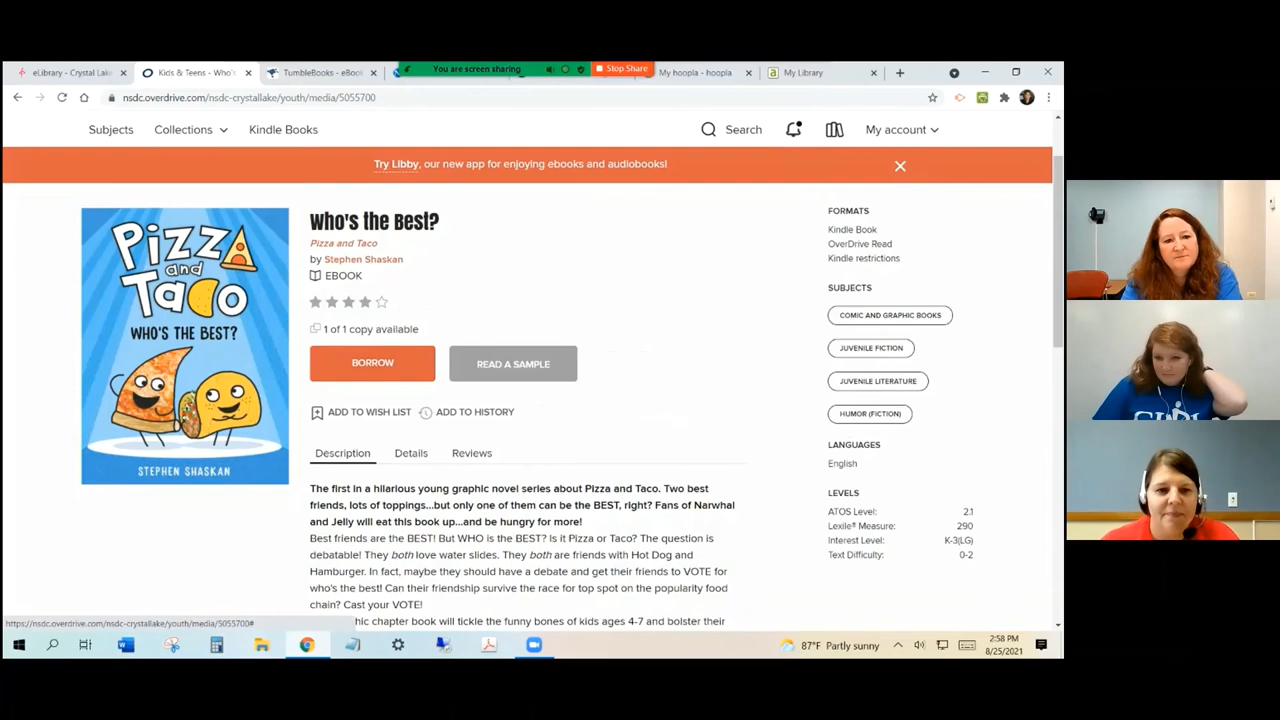 eLibrary - Crystal Lake
Kids & Teens - Who'
TumbleBooks - eBoo
You are screen sharing
Stop Share
My hoopla - hoopla
My Library
nsdc.overdrive.com/nsdc-crystallake/youth/media/5055700
Subjects
Collections
Kindle Books
Search
My account
Try Libby, our new app for enjoying ebooks and audiobooks!
Pizza
and
Taco
WHO'S THE BEST?
STEPHEN SHASKAN
Who's the Best?
Pizza and Taco
by Stephen Shaskan
EBOOK
1 of 1 copy available
BORROW
READ A SAMPLE
ADD TO WISH LIST
ADD TO HISTORY
Description
Details
Reviews
The first in a hilarious young graphic novel series about Pizza and Taco. Two best
friends, lots of toppings...but only one of them can be the BEST, right? Fans of Narwhal
and Jelly will eat this book up...and be hungry for more!
Best friends are the BEST! But WHO is the BEST? Is it Pizza or Taco? The question is
debatable! They both love water slides. They both are friends with Hot Dog and
Hamburger. In fact, maybe they should have a debate and get their friends to VOTE for
who's the best! Can their friendship survive the race for top spot on the popularity food
chain? Cast your VOTE!
hic chapter book will tickle the funny bones of kids ages 4-7 and bolster their
FORMATS
Kindle Book
OverDrive Read
Kindle restrictions
SUBJECTS
COMIC AND GRAPHIC BOOKS
JUVENILE FICTION
JUVENILE LITERATURE
HUMOR (FICTION)
LANGUAGES
English
LEVELS
ATOS Level: 2.1
Lexile® Measure: 290
Interest Level: K-3(LG)
Text Difficulty: 0-2
https://nsdc.overdrive.com/nsdc-crystallake/youth/media/5055700#
87°F Partly sunny
2:58 PM
8/25/2021